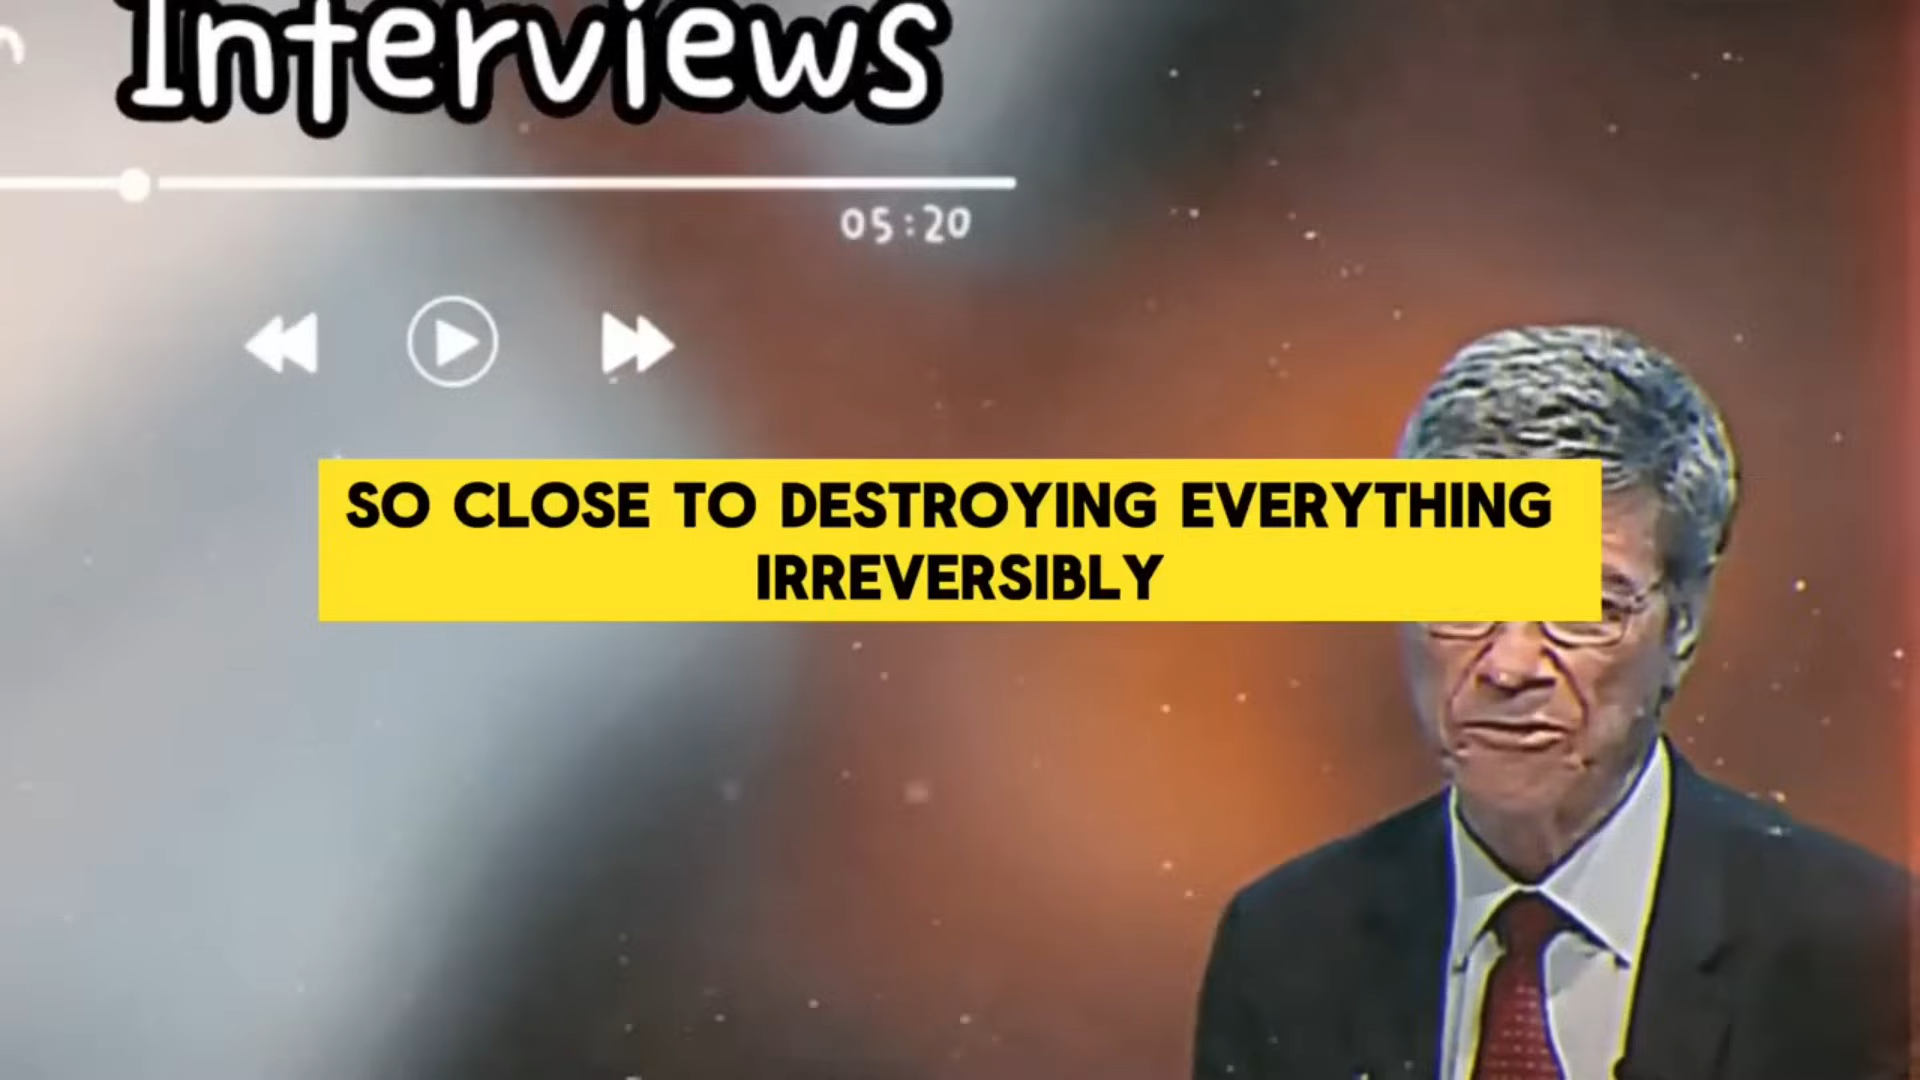 Interviews
05:20
SO CLOSE TO DESTROYING EVERYTHING
IRREVERSIBLY